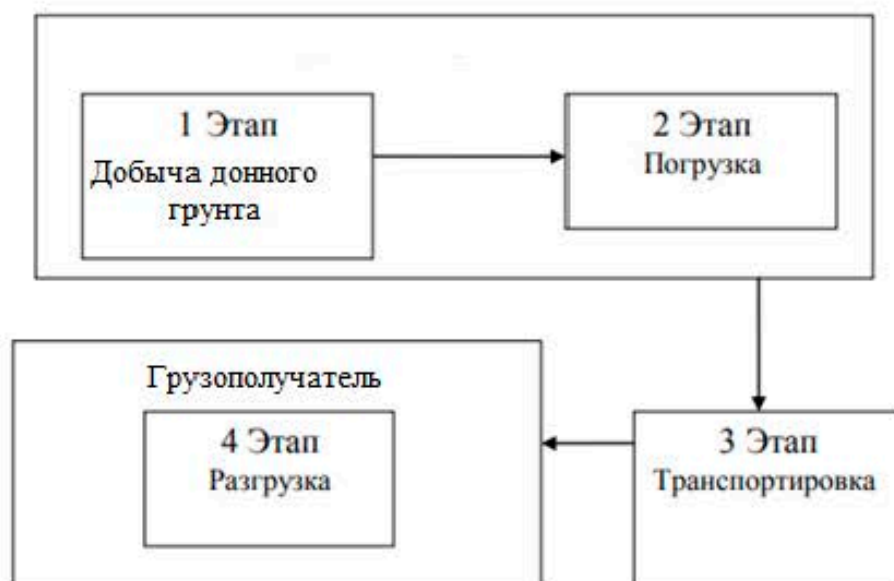 1 Этап
Добыча донного
грунта
2 Этап
Погрузка
Грузополучатель
4 Этап
Разгрузка
3 Этап
Транспортировка